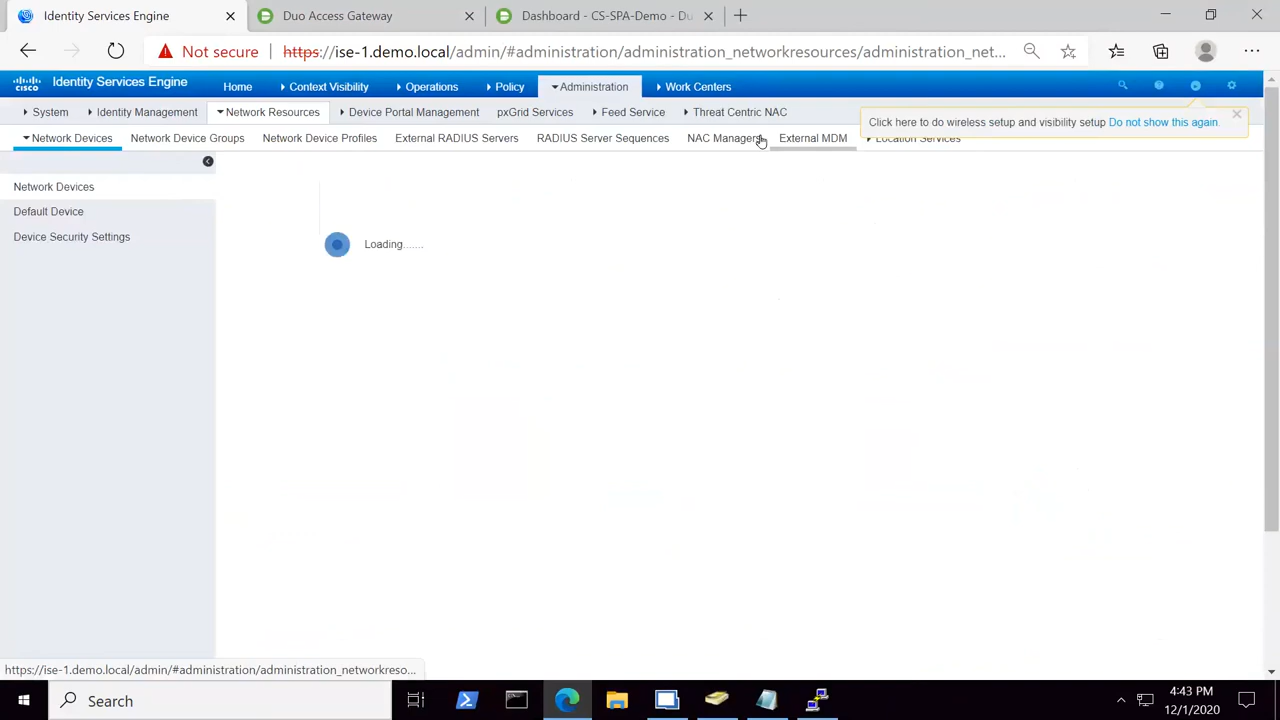 Identity Services Engine
Duo Access Gateway
Dashboard - CS-SPA-Demo - Du
Not secure
https://ise-1.demo.local/admin/#administration/administration_networkresources/administration_net...
CISCO
Identity Services Engine
Home
Context Visibility
Operations
Policy
Administration
Work Centers
System
Identity Management
Network Resources
Device Portal Management
pxGrid Services
Feed Service
Threat Centric NAC
Click here to do wireless setup and visibility setup Do not show this again.
Network Devices
Network Device Groups
Network Device Profiles
External RADIUS Servers
RADIUS Server Sequences
NAC Managers
External MDM
Location Services
Network Devices
Default Device
Device Security Settings
Loading.......
https://ise-1.demo.local/admin/#administration/administration_networkreso...
Search
4:43 PM
12/1/2020